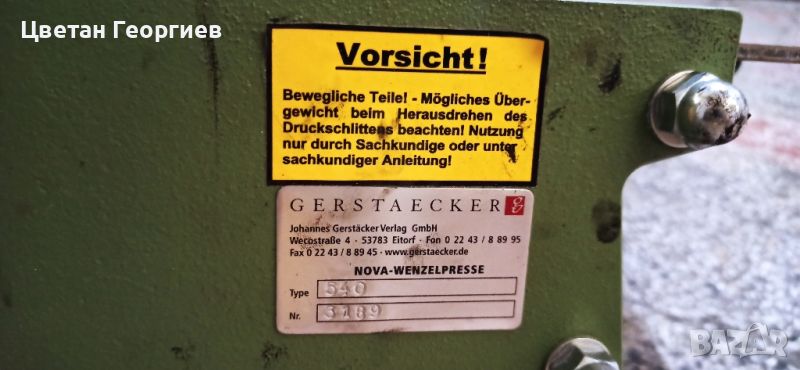 Цветан Георгиев
Vorsicht!
Bewegliche Teile! - Mögliches Über-
gewicht beim Herausdrehen des
Druckschlittens beachten! Nutzung
nur durch Sachkundige oder unter
sachkundiger Anleitung!
GERSTAECKER
Johannes Gerstäcker Verlag GmbH
Wecostraße 4 · 53783 Eitorf · Fon 0 22 43 / 8 89 95
Fax 0 22 43 / 8 89 45 · www.gerstaecker.de
NOVA-WENZELPRESSE
Type 540
Nr. 3189
BAZAR